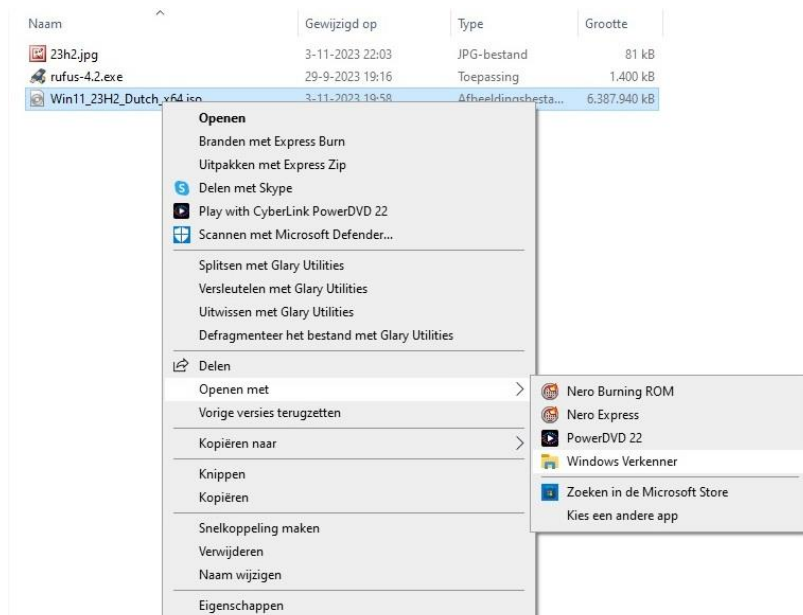 Naam Gewijzigd op Type Grootte
23h2.jpg 3-11-2023 22:03 JPG-bestand 81 kB
rufus-4.2.exe 29-9-2023 19:16 Toepassing 1.400 kB
Win11_23H2_Dutch_x64.iso 3-11-2023 19:58 Afbeeldingsbesta... 6.387.940 kB
Openen
Branden met Express Burn
Uitpakken met Express Zip
Delen met Skype
Play with CyberLink PowerDVD 22
Scannen met Microsoft Defender...
Splitsen met Glary Utilities
Versleutelen met Glary Utilities
Uitwissen met Glary Utilities
Defragmenteer het bestand met Glary Utilities
Delen
Openen met
Vorige versies terugzetten
Kopiëren naar
Knippen
Kopiëren
Snelkoppeling maken
Verwijderen
Naam wijzigen
Eigenschappen
Nero Burning ROM
Nero Express
PowerDVD 22
Windows Verkenner
Zoeken in de Microsoft Store
Kies een andere app